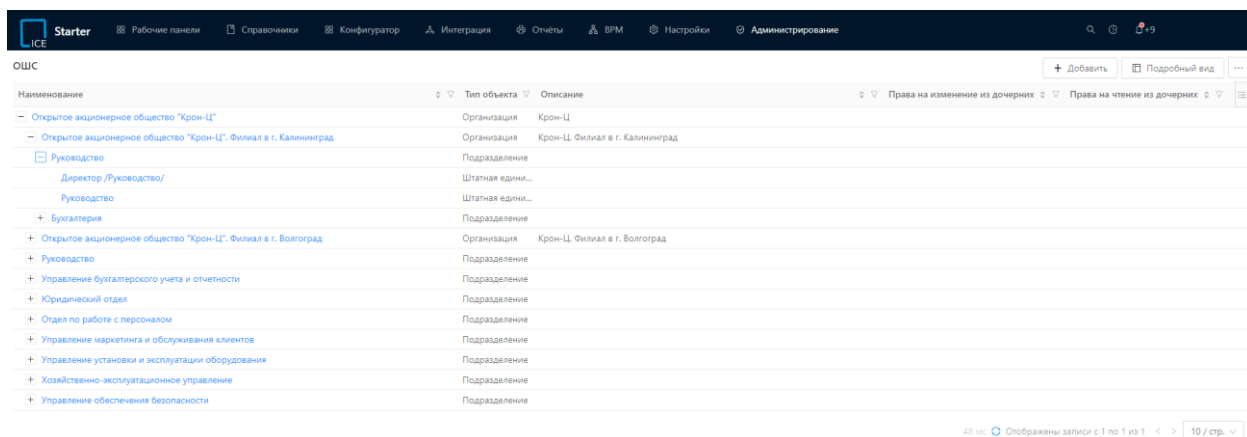 ICE Starter Рабочие панели Справочники Конфигуратор Интеграция Отчёты BPM Настройки Администрирование +9
ОШС + Добавить Подробный вид ...
Наименование Тип объекта Описание Права на изменение из дочерних Права на чтение из дочерних
Открытое акционерное общество "Крон-Ц" Организация Крон-Ц
Открытое акционерное общество "Крон-Ц". Филиал в г. Калининград Организация Крон-Ц. Филиал в г. Калининград
Руководство Подразделение
Директор /Руководство/ Штатная едини...
Руководство Штатная едини...
Бухгалтерия Подразделение
Открытое акционерное общество "Крон-Ц". Филиал в г. Волгоград Организация Крон-Ц. Филиал в г. Волгоград
Руководство Подразделение
Управление бухгалтерского учета и отчетности Подразделение
Юридический отдел Подразделение
Отдел по работе с персоналом Подразделение
Управление маркетинга и обслуживания клиентов Подразделение
Управление установки и эксплуатации оборудования Подразделение
Хозяйственно-эксплуатационное управление Подразделение
Управление обеспечения безопасности Подразделение
48 мс Отображены записи с 1 по 1 из 1 < > 10 / стр.